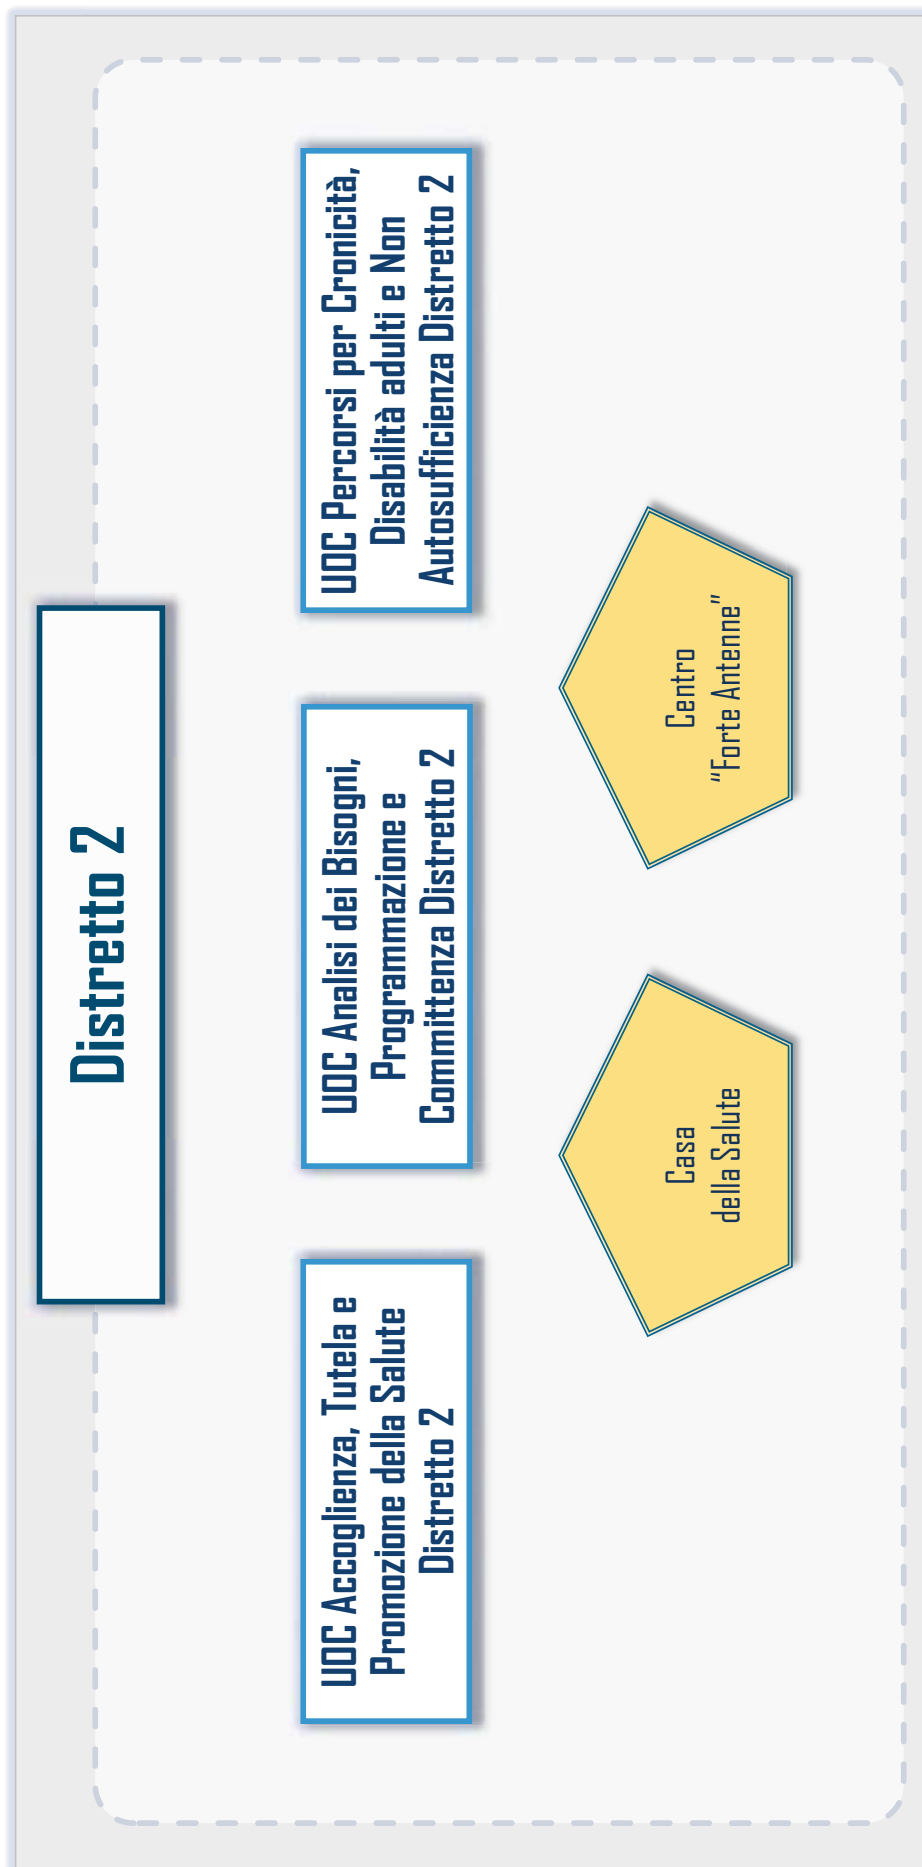 Distretto 2
UOC Accoglienza, Tutela e
Promozione della Salute
Distretto 2
UOC Analisi dei Bisogni,
Programmazione e
Committenza Distretto 2
UOC Percorsi per Cronicità,
Disabilità adulti e Non
Autosufficienza Distretto 2
Casa
della Salute
Centro
"Forte Antenne"